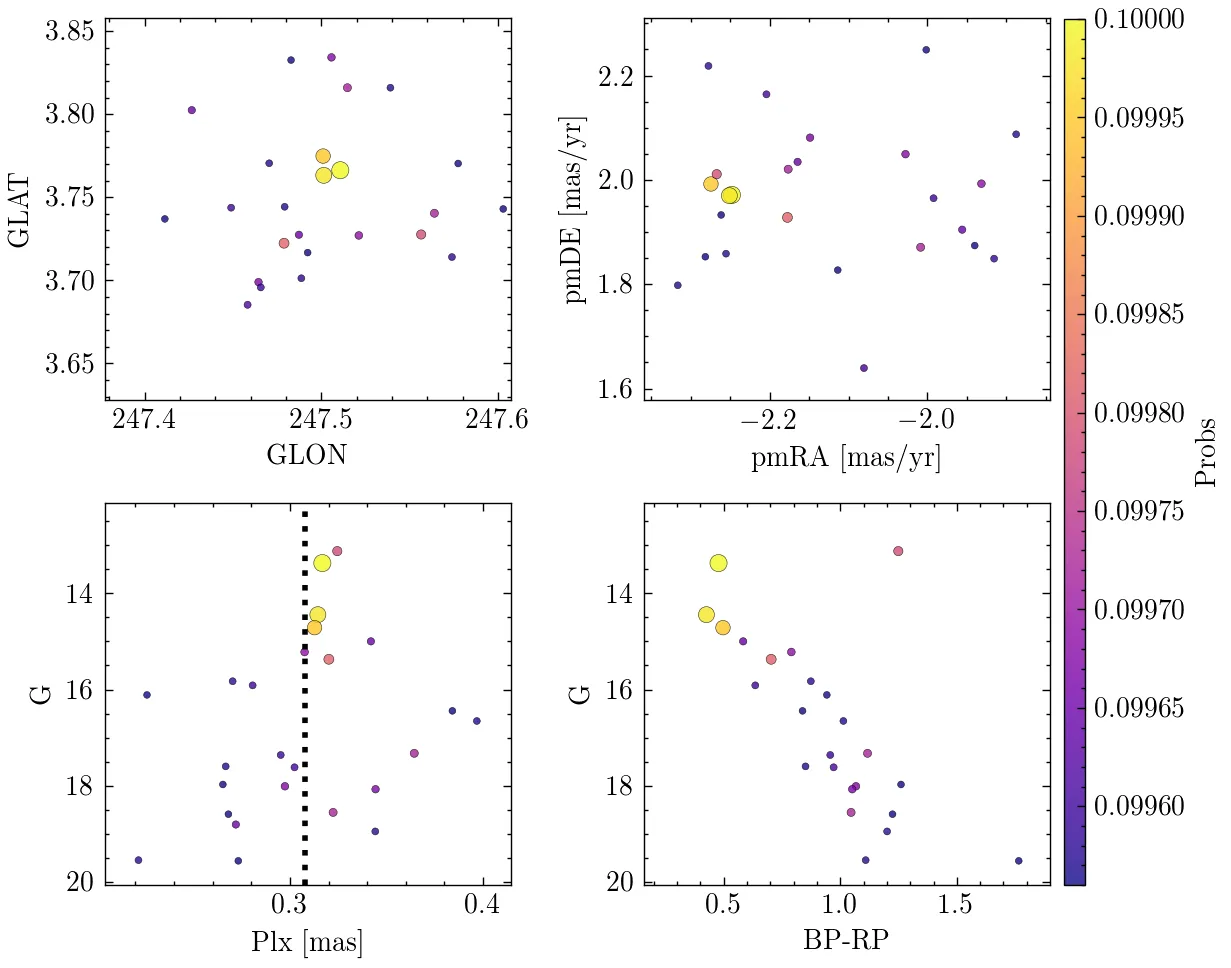 3.85
3.80
3.75
3.70
3.65
GLAT
247.4 247.5 247.6
GLON
2.2
2.0
1.8
1.6
pmDE [mas/yr]
−2.2 −2.0
pmRA [mas/yr]
14
16
18
20
G
0.3 0.4
Plx [mas]
14
16
18
20
G
0.5 1.0 1.5
BP-RP
0.10000
0.09995
0.09990
0.09985
0.09980
0.09975
0.09970
0.09965
0.09960
Probs